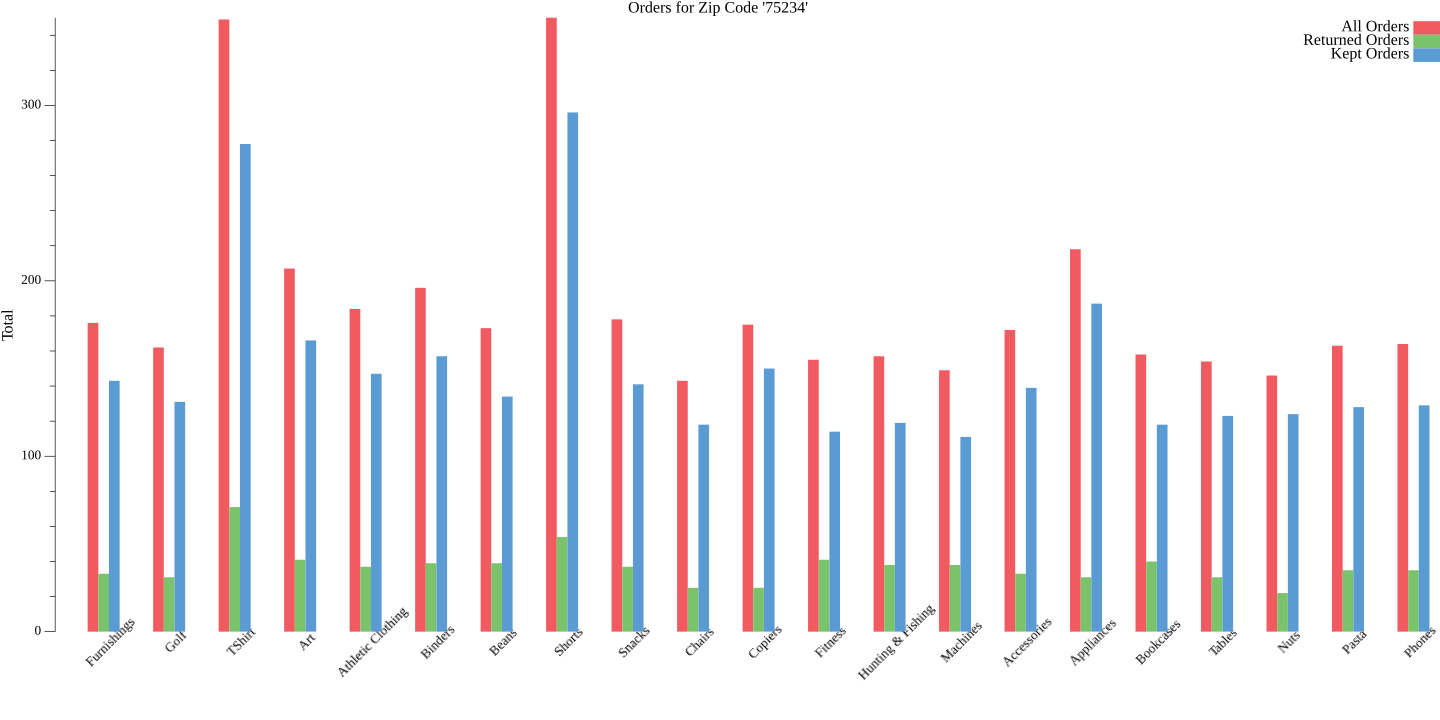 Orders for Zip Code '75234'
All Orders
Returned Orders
Kept Orders
Total
300
200
100
0
Furnishings
Golf
TShirt
Art
Athletic Clothing
Binders
Beans
Shorts
Snacks
Chairs
Copiers
Fitness
Hunting & Fishing
Machines
Accessories
Appliances
Bookcases
Tables
Nuts
Pasta
Phones